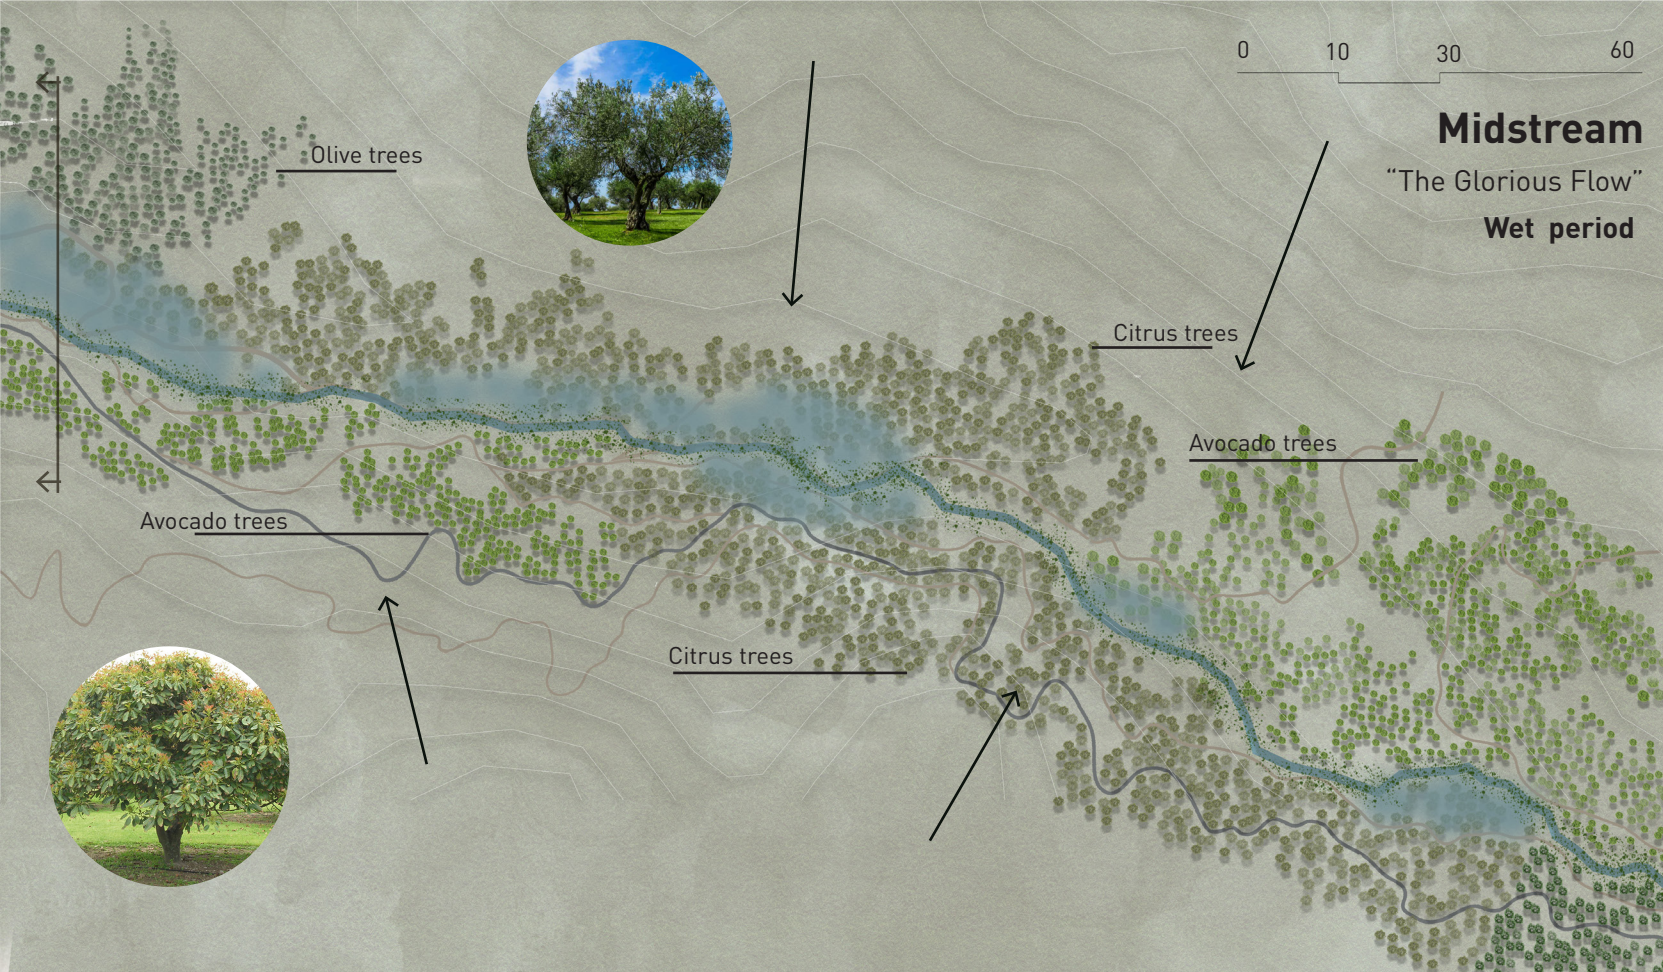 0 10 30 60
Midstream
“The Glorious Flow”
Wet period
Olive trees
Citrus trees
Avocado trees
Avocado trees
Citrus trees